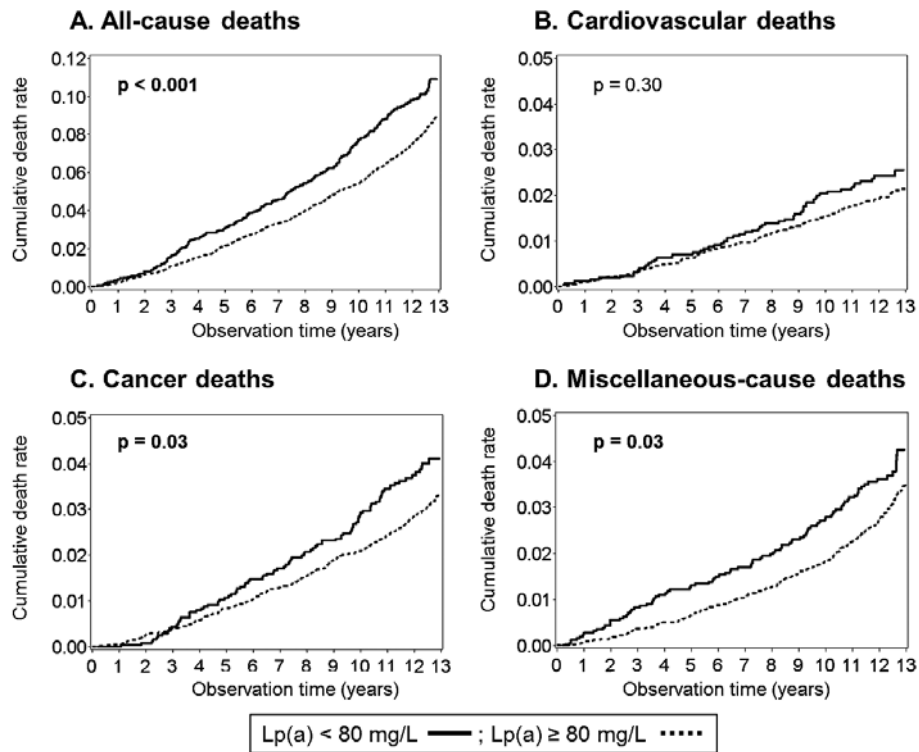 A. All-cause deaths
Cumulative death rate
0.12
0.10
0.08
0.06
0.04
0.02
0.00
p < 0.001
0 1 2 3 4 5 6 7 8 9 10 11 12 13
Observation time (years)
B. Cardiovascular deaths
Cumulative death rate
0.05
0.04
0.03
0.02
0.01
0.00
p = 0.30
0 1 2 3 4 5 6 7 8 9 10 11 12 13
Observation time (years)
C. Cancer deaths
Cumulative death rate
0.05
0.04
0.03
0.02
0.01
0.00
p = 0.03
0 1 2 3 4 5 6 7 8 9 10 11 12 13
Observation time (years)
D. Miscellaneous-cause deaths
Cumulative death rate
0.05
0.04
0.03
0.02
0.01
0.00
p = 0.03
0 1 2 3 4 5 6 7 8 9 10 11 12 13
Observation time (years)
Lp(a) < 80 mg/L ; Lp(a) ≥ 80 mg/L